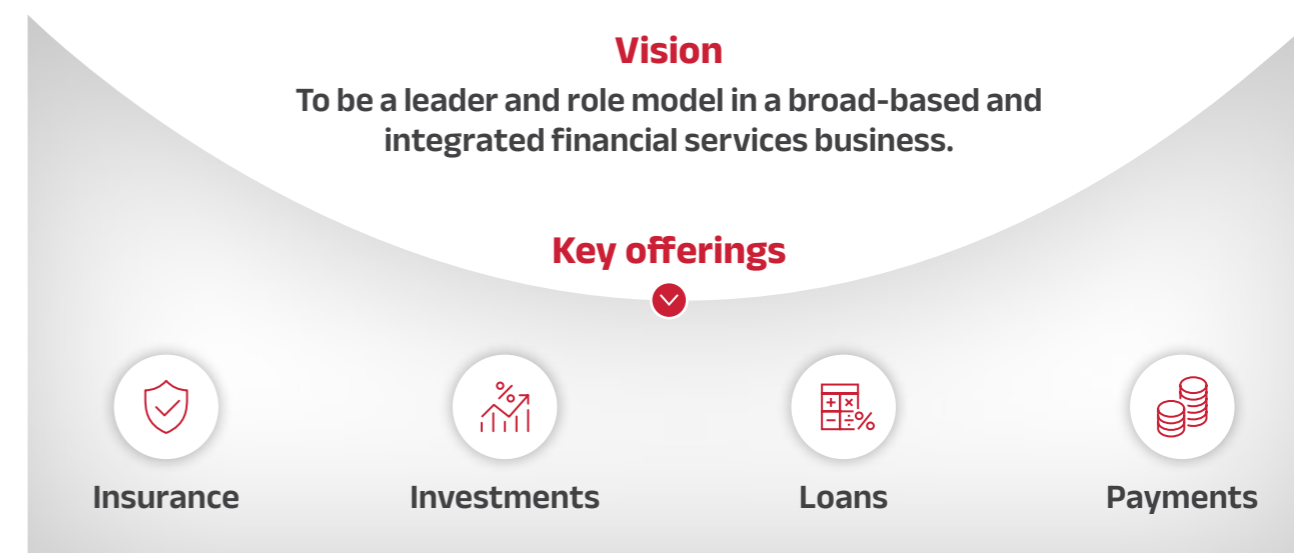 Vision
To be a leader and role model in a broad-based and
integrated financial services business.
Key offerings
Insurance
Investments
Loans
Payments